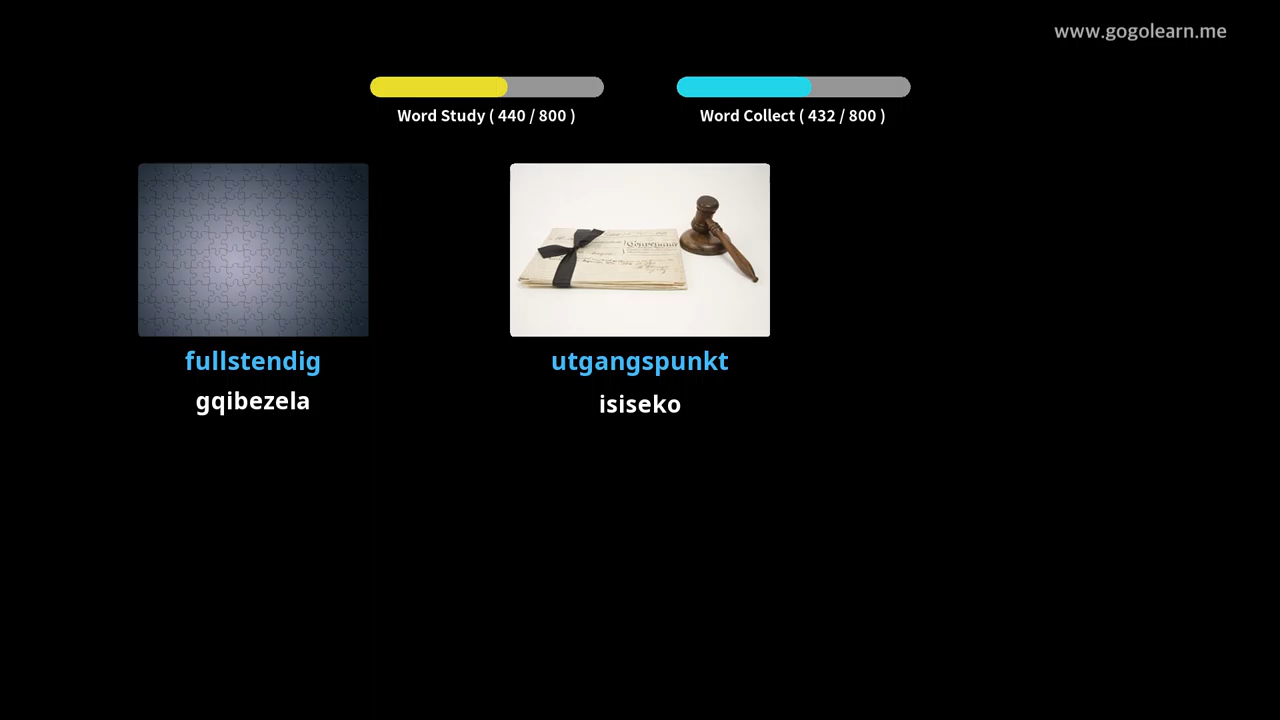 www.gogolearn.me
Word Study ( 440 / 800 )
Word Collect ( 432 / 800 )
fullstendig
utgangspunkt
gqibezela
isiseko